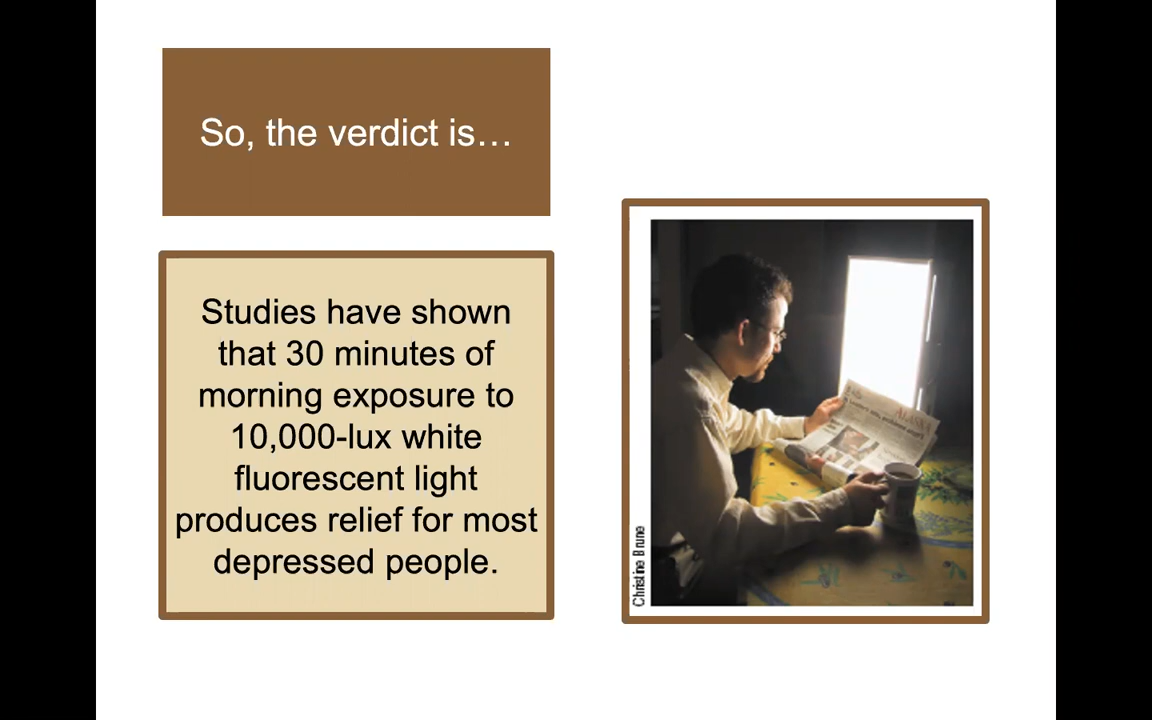 So, the verdict is…
Studies have shown
that 30 minutes of
morning exposure to
10,000-lux white
fluorescent light
produces relief for most
depressed people.
ALASKA
Christine Brune